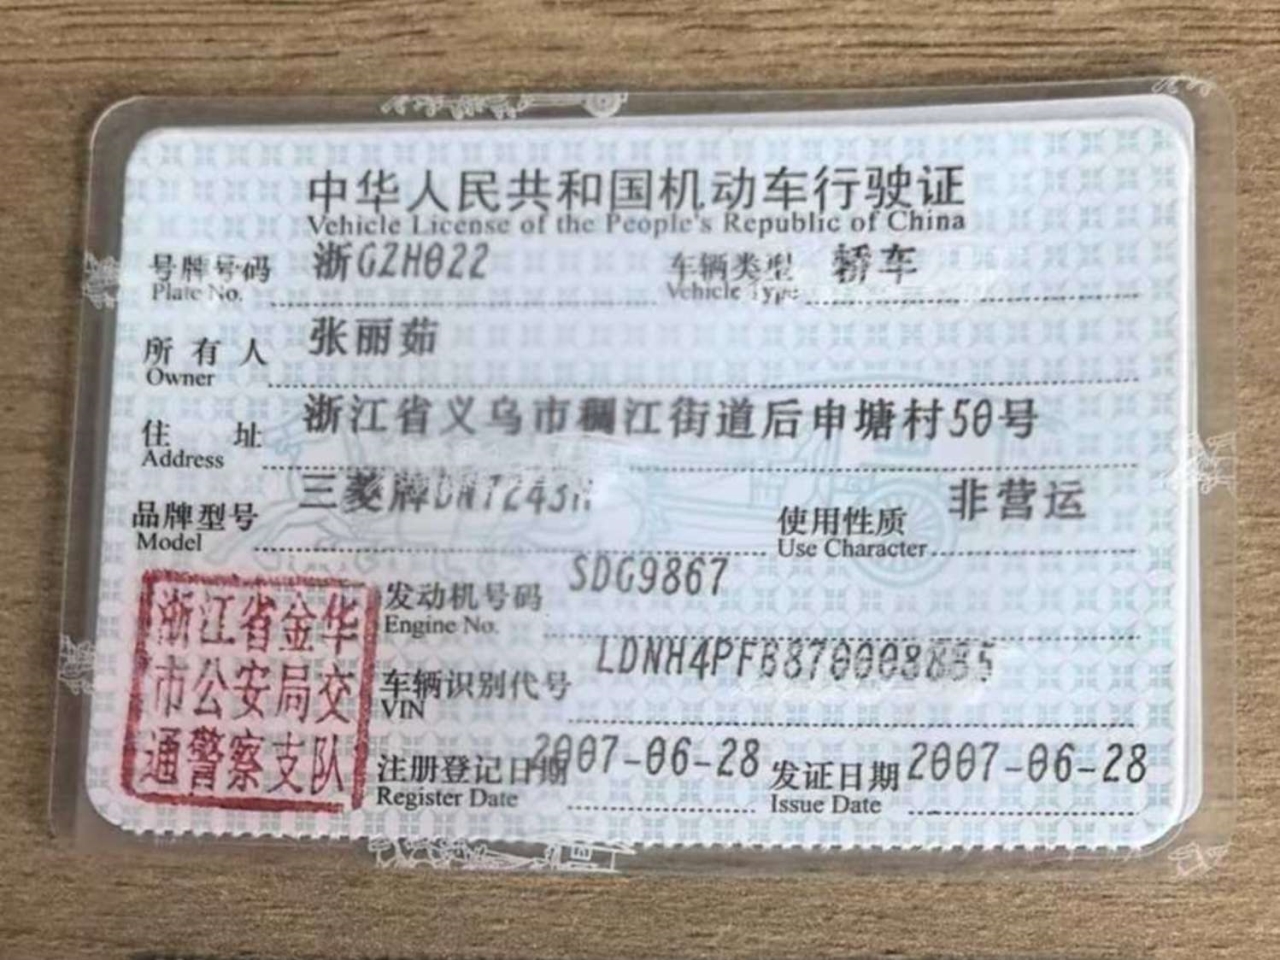 中华人民共和国机动车行驶证
Vehicle License of the People's Republic of China
号牌号码 浙GZH022 车辆类型 轿车
Plate No. Vehicle Type
所有人 张丽茹
Owner
住址 浙江省义乌市稠江街道后申塘村50号
Address
品牌型号 三菱牌 使用性质 非营运
Model Use Character
发动机号码 SDG9867
Engine No.
车辆识别代号
VIN
注册登记日期 2007-06-28 发证日期 2007-06-28
Register Date Issue Date
浙江省金华
市公安局交
通警察支队